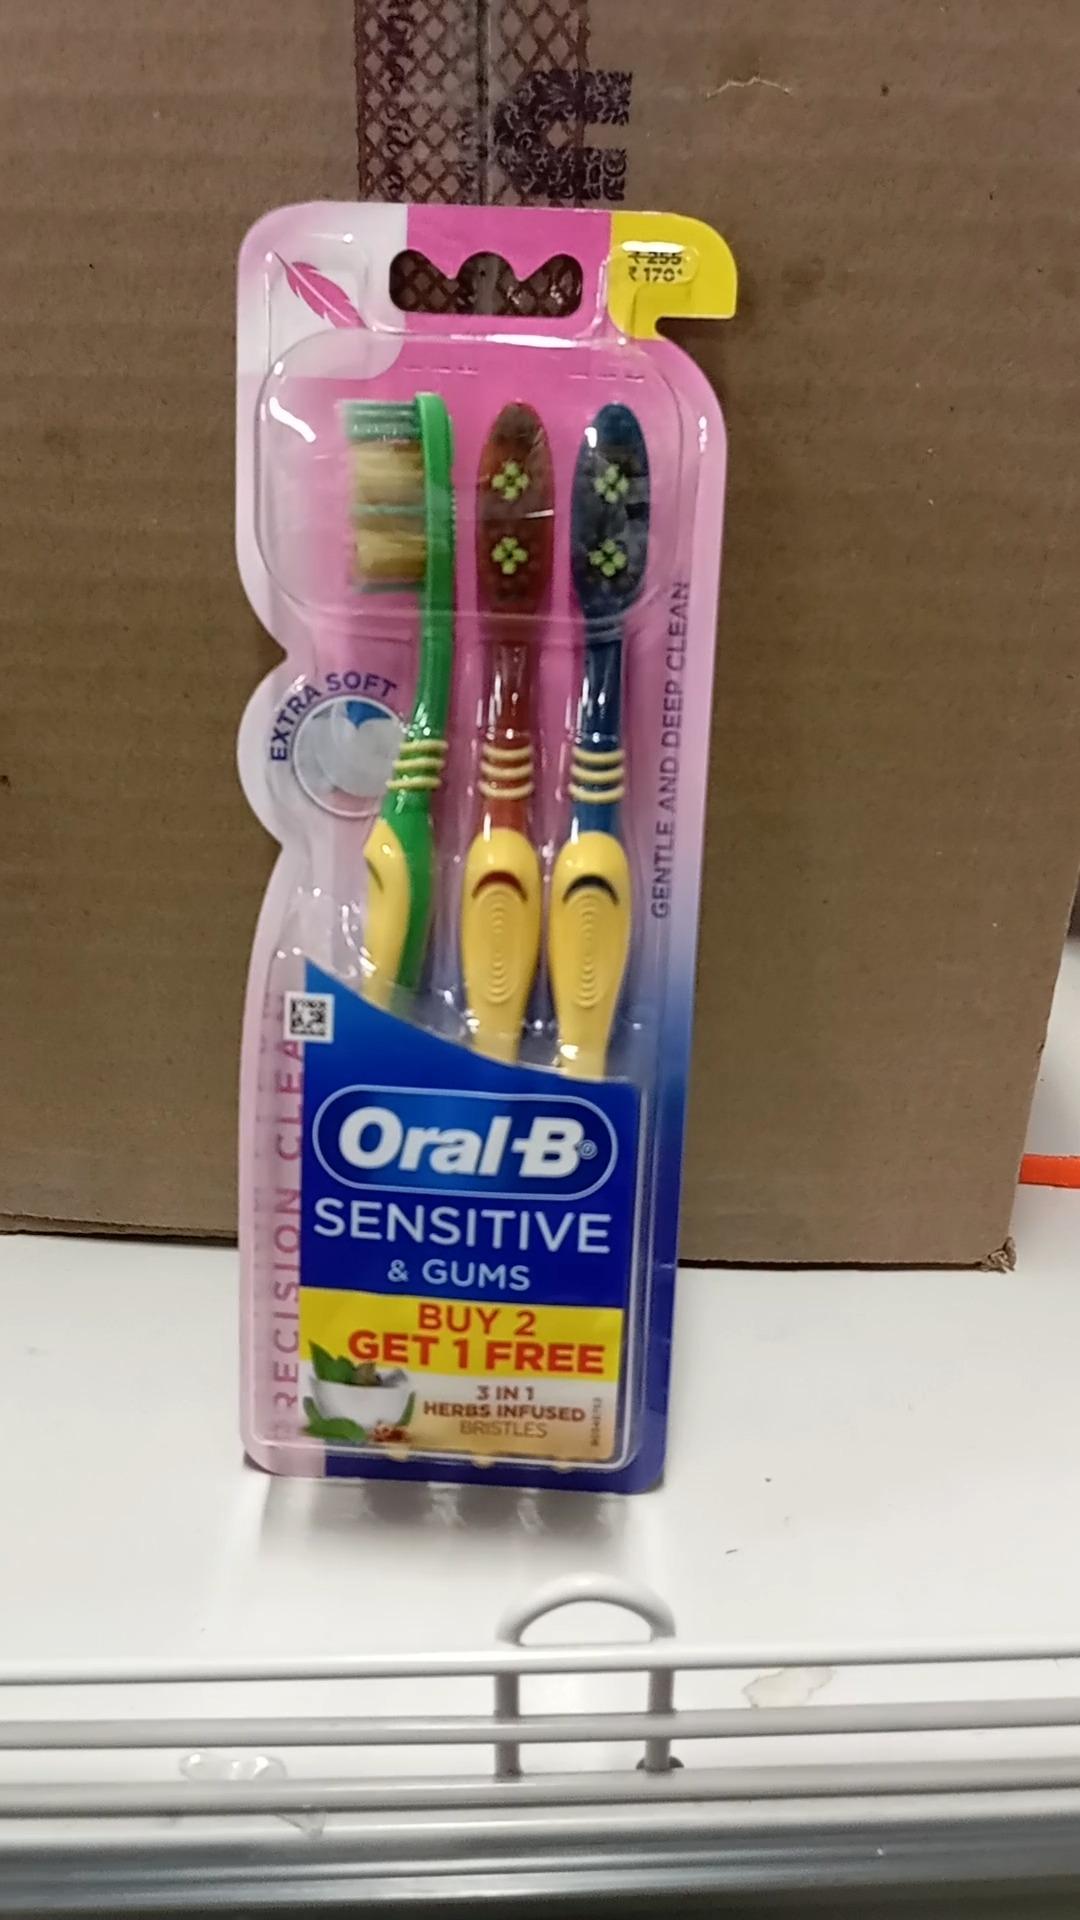 ₹ 255
₹ 170*
EXTRA SOFT
GENTLE AND DEEP CLEAN
PRECISION CLEAN
Oral-B®
SENSITIVE
& GUMS
BUY 2
GET 1 FREE
3 IN 1
HERBS INFUSED
BRISTLES